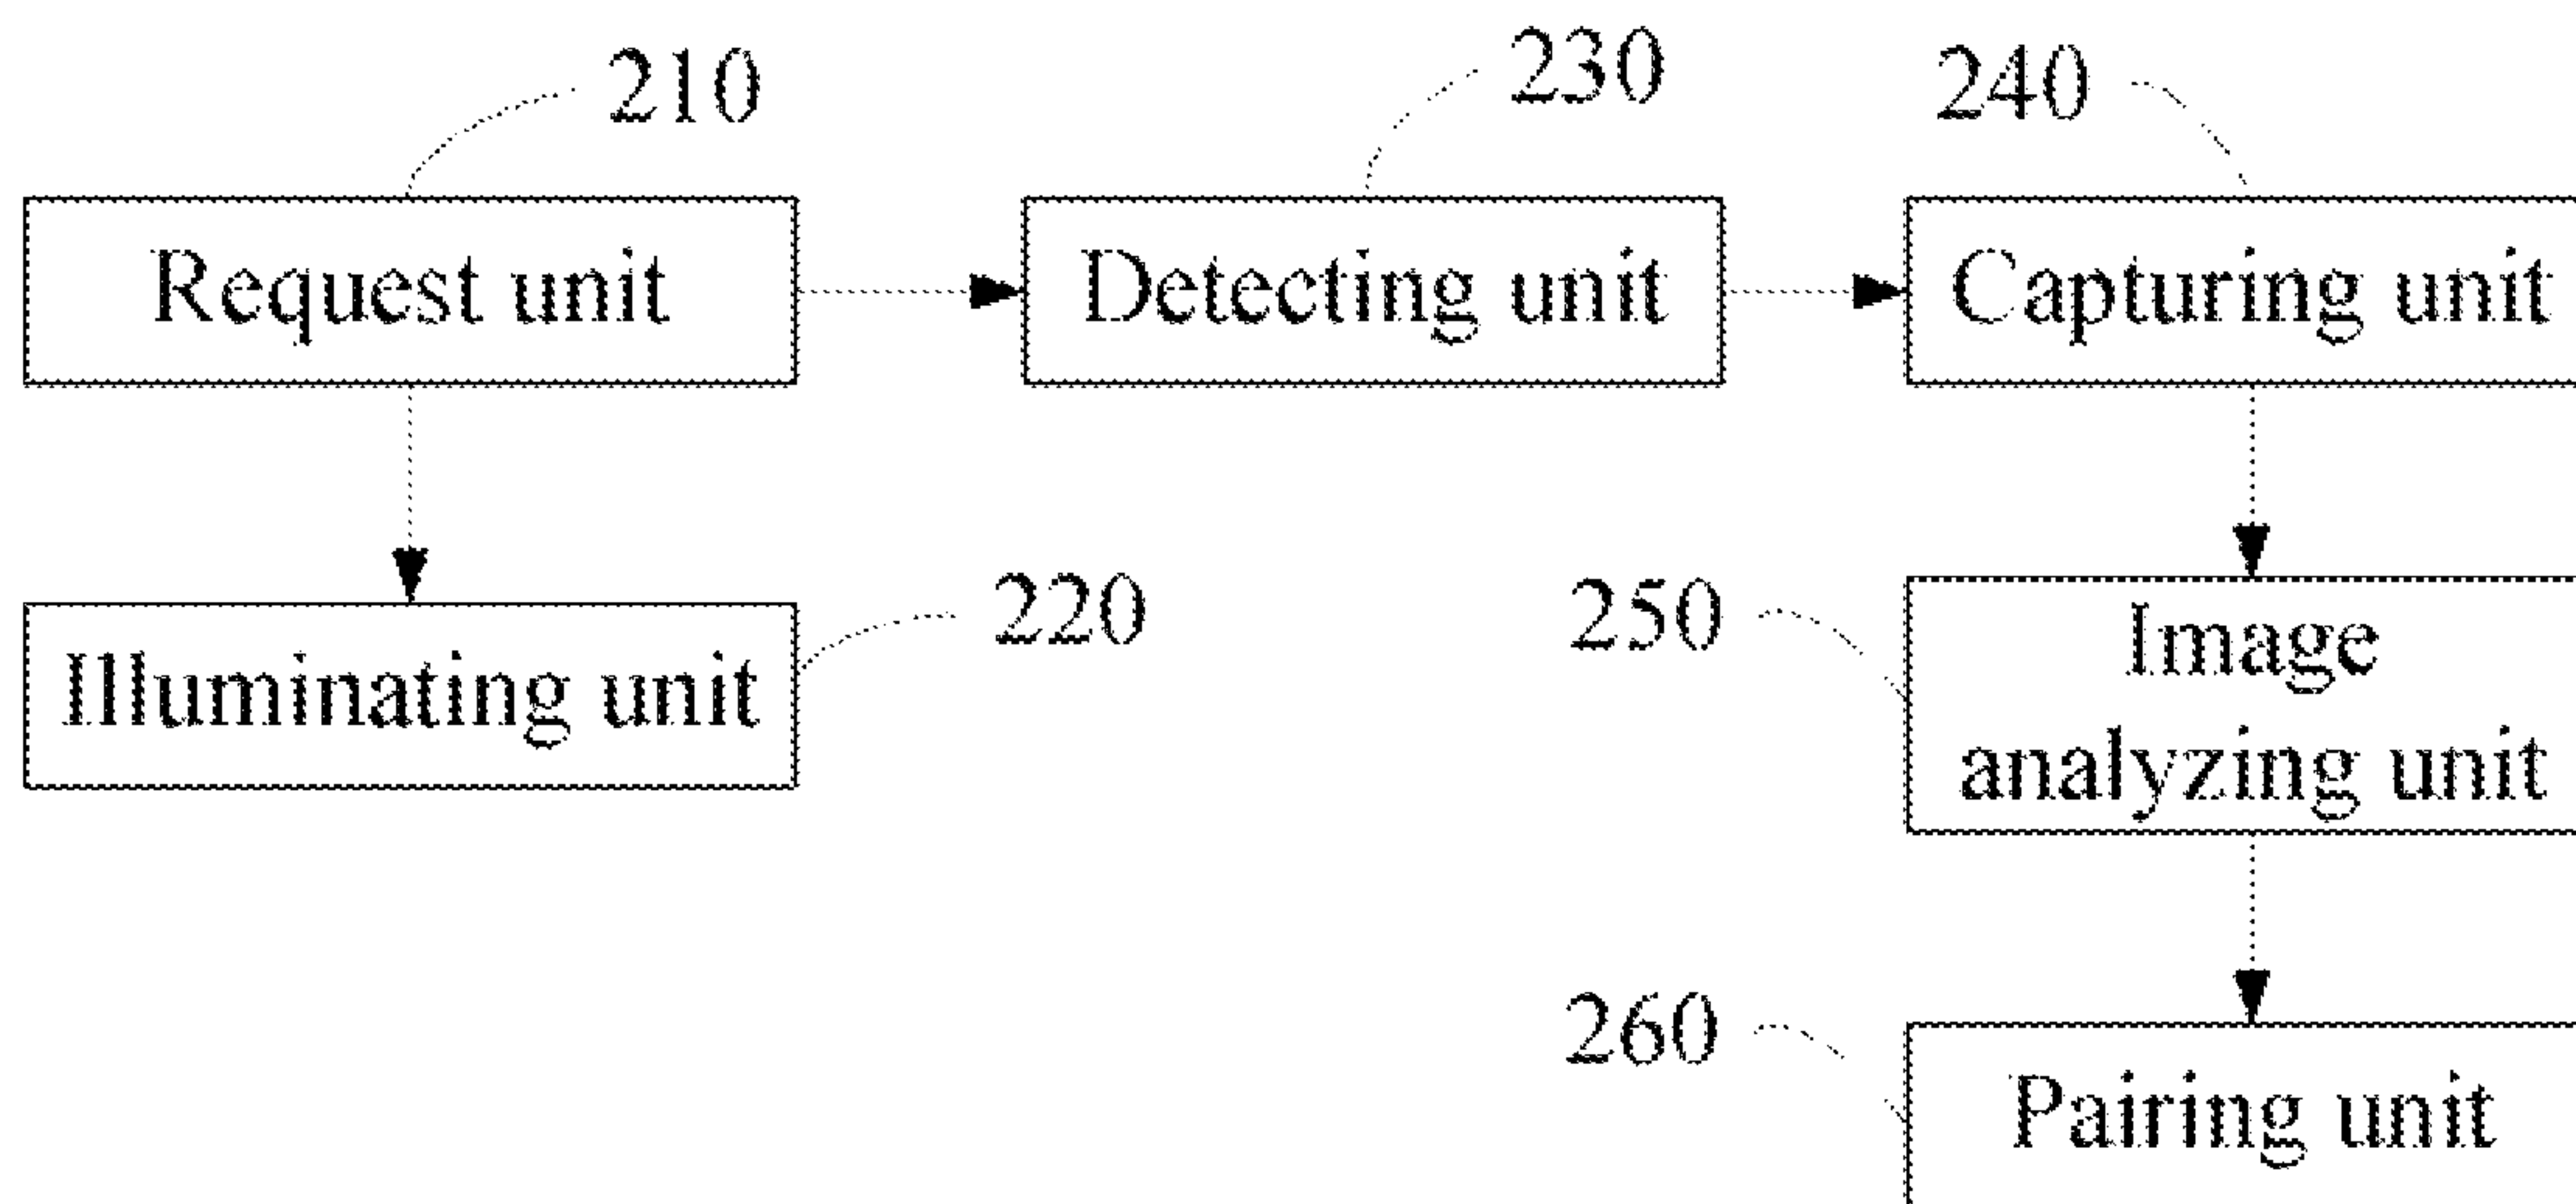 210
230
240
Request unit
Detecting unit
Capturing unit
220
250
Illuminating unit
Image
analyzing unit
260
Pairing unit